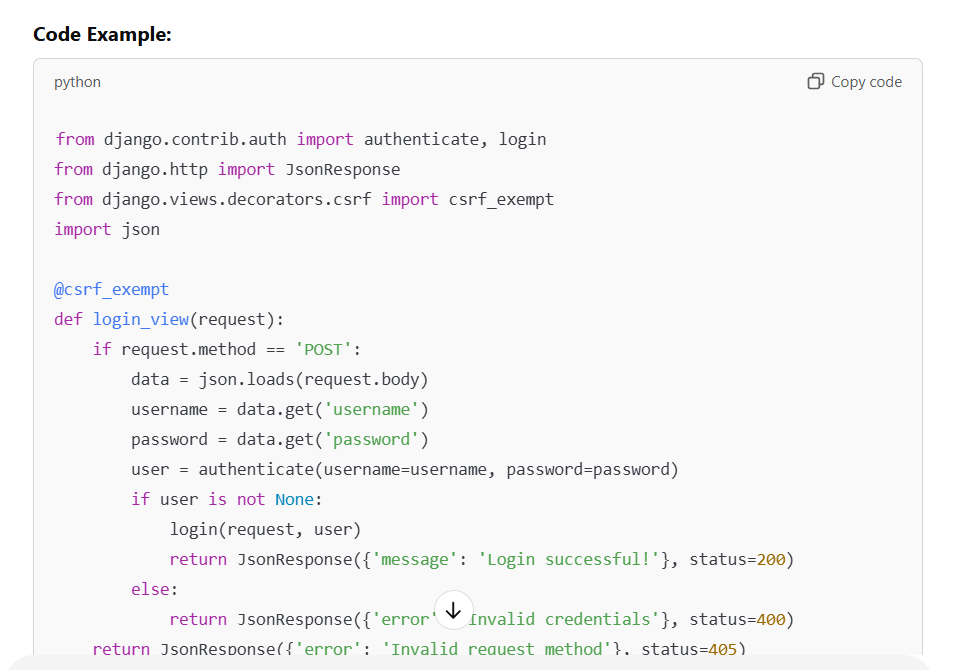 Code Example:
python
Copy code
from django.contrib.auth import authenticate, login
from django.http import JsonResponse
from django.views.decorators.csrf import csrf_exempt
import json
@csrf_exempt
def login_view(request):
    if request.method == 'POST':
        data = json.loads(request.body)
        username = data.get('username')
        password = data.get('password')
        user = authenticate(username=username, password=password)
        if user is not None:
            login(request, user)
            return JsonResponse({'message': 'Login successful!'}, status=200)
        else:
            return JsonResponse({'error' Invalid credentials'}, status=400)
    return JsonResponse({'error': 'Invalid request method'}, status=405)